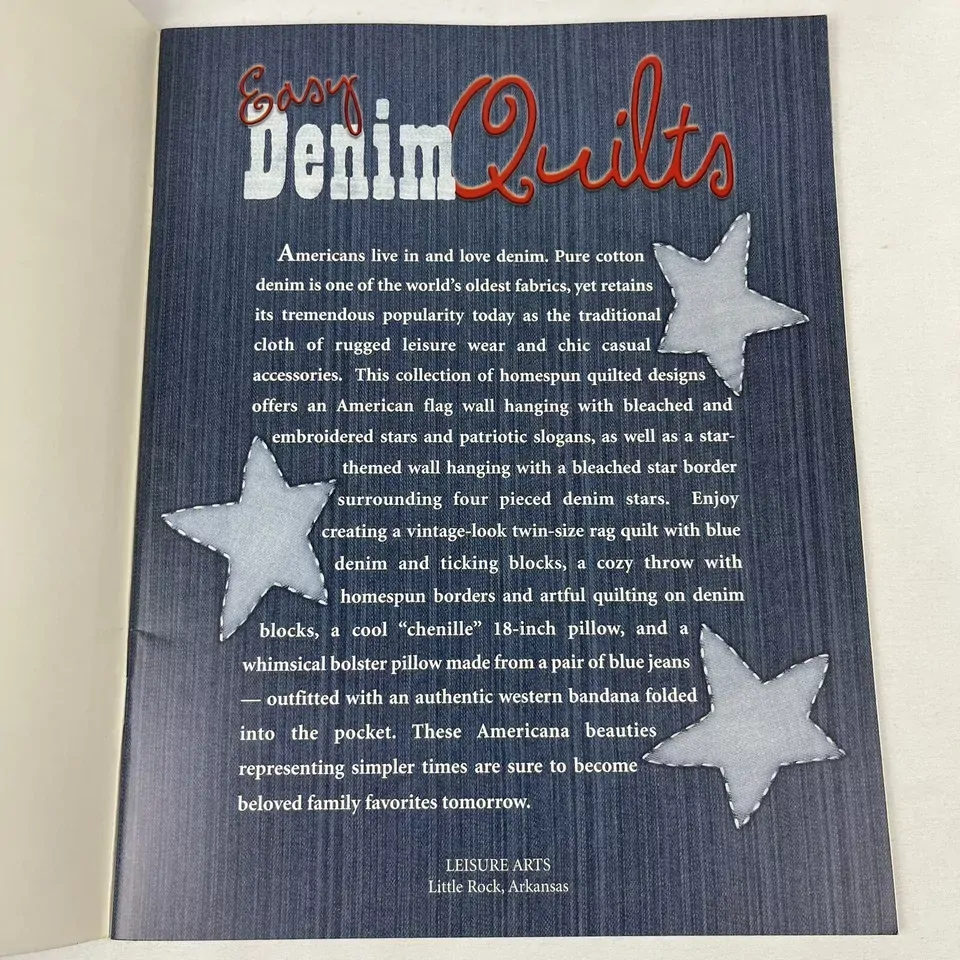 Easy
Denim Quilts
Americans live in and love denim. Pure cotton
denim is one of the world's oldest fabrics, yet retains
its tremendous popularity today as the traditional
cloth of rugged leisure wear and chic casual
accessories. This collection of homespun quilted designs
offers an American flag wall hanging with bleached and
embroidered stars and patriotic slogans, as well as a star-
themed wall hanging with a bleached star border
surrounding four pieced denim stars. Enjoy
creating a vintage-look twin-size rag quilt with blue
denim and ticking blocks, a cozy throw with
homespun borders and artful quilting on denim
blocks, a cool “chenille” 18-inch pillow, and a
whimsical bolster pillow made from a pair of blue jeans
— outfitted with an authentic western bandana folded
into the pocket. These Americana beauties
representing simpler times are sure to become
beloved family favorites tomorrow.
LEISURE ARTS
Little Rock, Arkansas